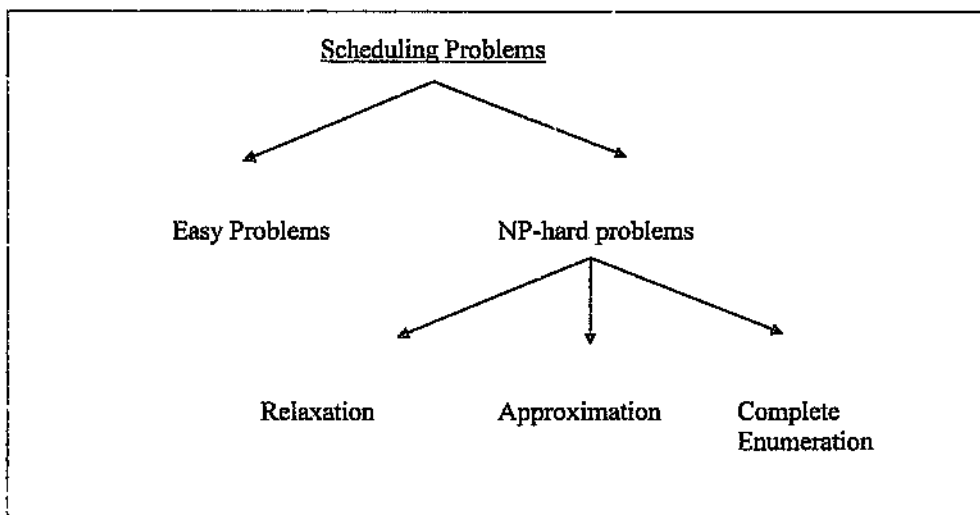 Scheduling Problems
Easy Problems
NP-hard problems
Relaxation
Approximation
Complete
Enumeration